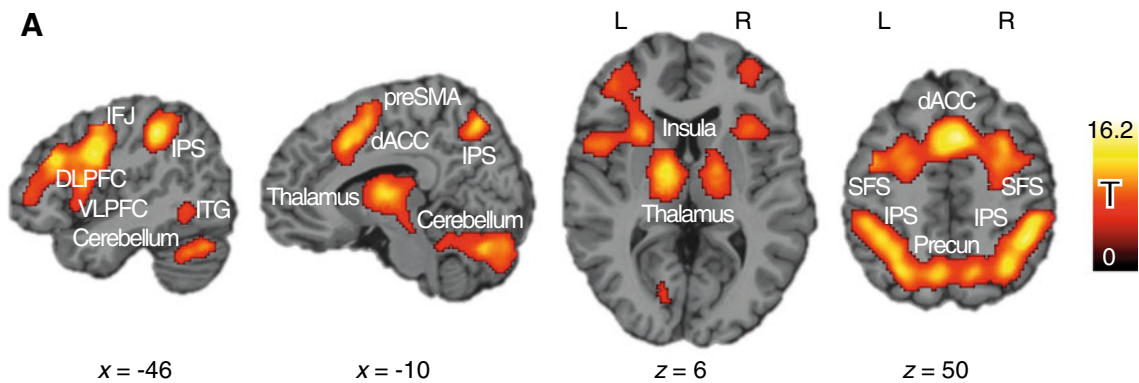 A
L R L R
IFJ
IPS
DLPFC
VLPFC
ITG
Cerebellum
preSMA
dACC
IPS
Thalamus
Cerebellum
Insula
Thalamus
dACC
SFS SFS
IPS IPS
Precun
16.2
T
0
x = -46 x = -10 z = 6 z = 50